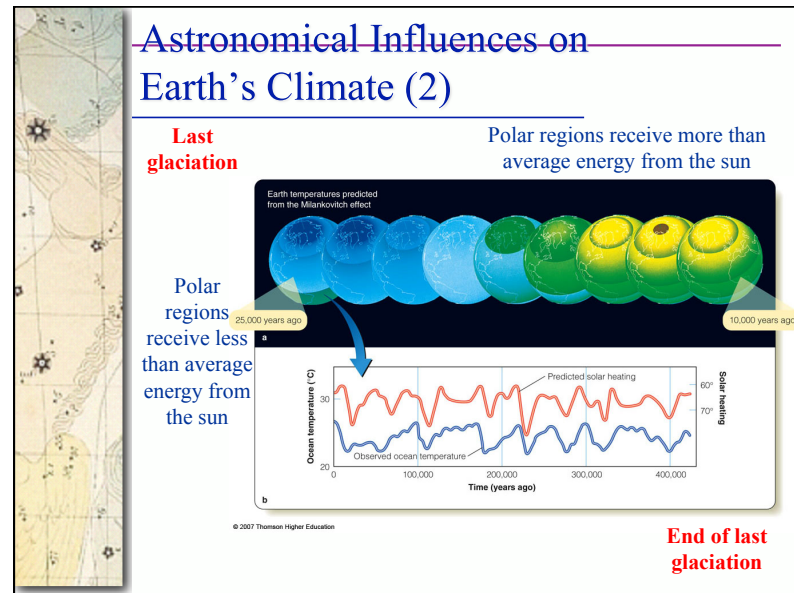 Astronomical Influences on
Earth's Climate (2)
Last
glaciation
Polar regions receive more than
average energy from the sun
Earth temperatures predicted
from the Milankovitch effect
Polar
regions
receive less
than average
energy from
the sun
25,000 years ago
10,000 years ago
a
Ocean temperature (°C)
30
20
Predicted solar heating
Observed ocean temperature
60°
70°
Solar heating
0
100,000
200,000
300,000
400,000
Time (years ago)
b
© 2007 Thomson Higher Education
End of last
glaciation